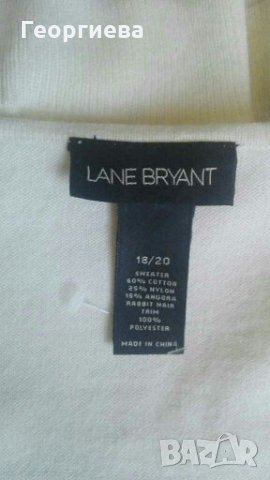 Георгиева
LANE BRYANT
18/20
SWEATER
60% COTTON
25% NYLON
15% ANGORA
RABBIT HAIR
TRIM
100%
POLYESTER
MADE IN CHINA
BAZAR